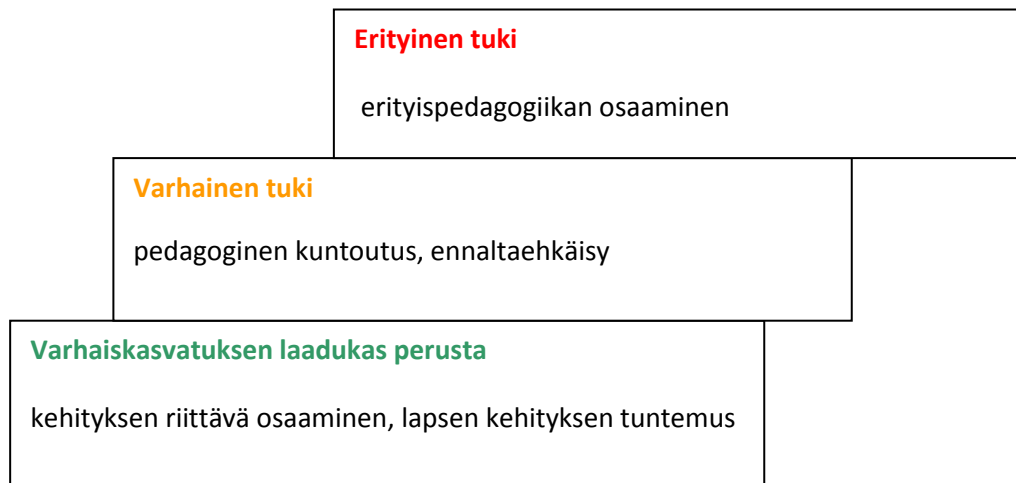 Erityinen tuki
erityispedagogiikan osaaminen
Varhainen tuki
pedagoginen kuntoutus, ennaltaehkäisy
Varhaiskasvatuksen laadukas perusta
kehityksen riittävä osaaminen, lapsen kehityksen tuntemus